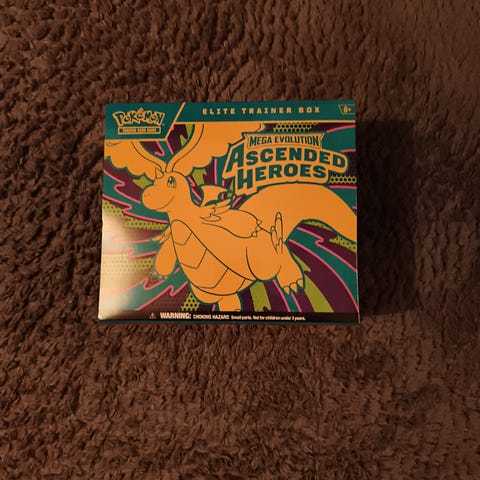 POKÉMON
TRADING CARD GAME
ELITE TRAINER BOX
6+
MEGA EVOLUTION
ASCENDED
HEROES
WARNING: CHOKING HAZARD Small parts. Not for children under 3 years.